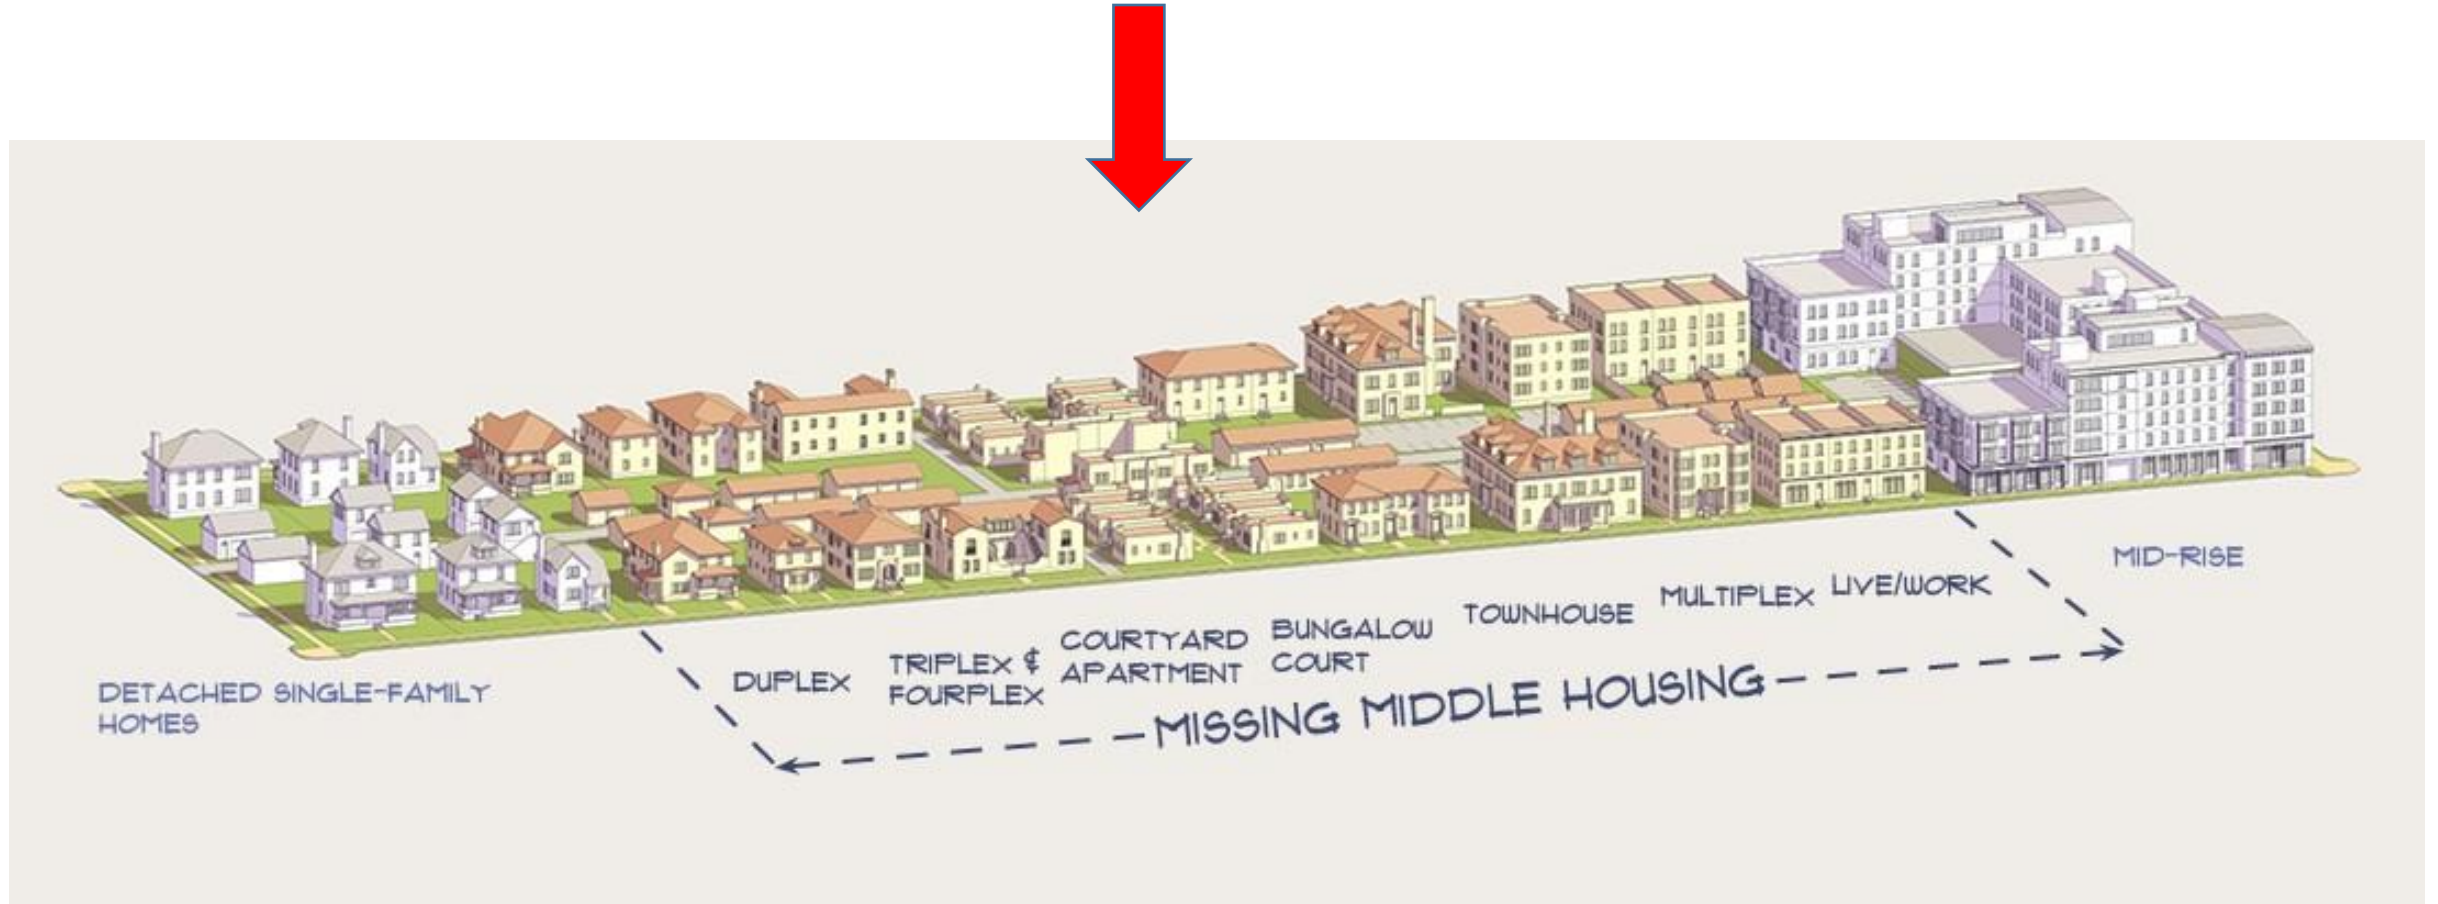 DETACHED SINGLE-FAMILY
HOMES
DUPLEX
TRIPLEX &
FOURPLEX
COURTYARD
APARTMENT
BUNGALOW
COURT
TOWNHOUSE
MULTIPLEX
LIVE/WORK
MID-RISE
MISSING MIDDLE HOUSING